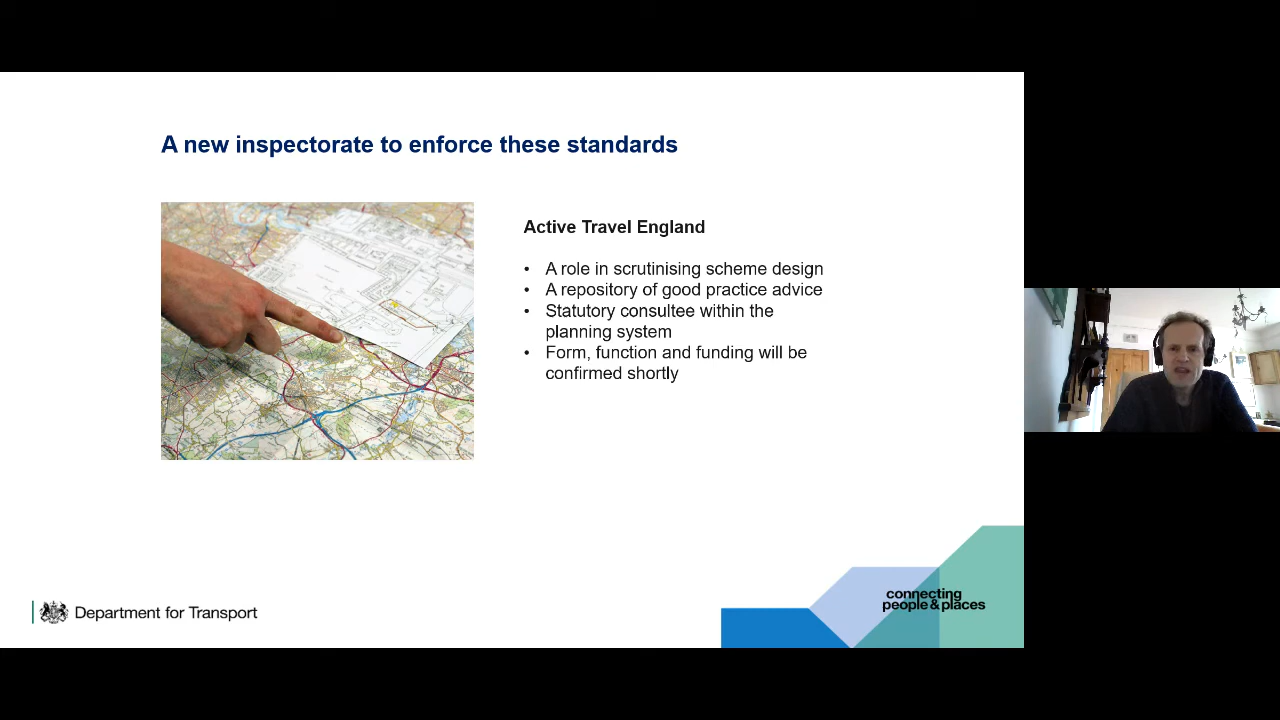 A new inspectorate to enforce these standards
Active Travel England
• A role in scrutinising scheme design
• A repository of good practice advice
• Statutory consultee within the
planning system
• Form, function and funding will be
confirmed shortly
Department for Transport
connecting
people & places